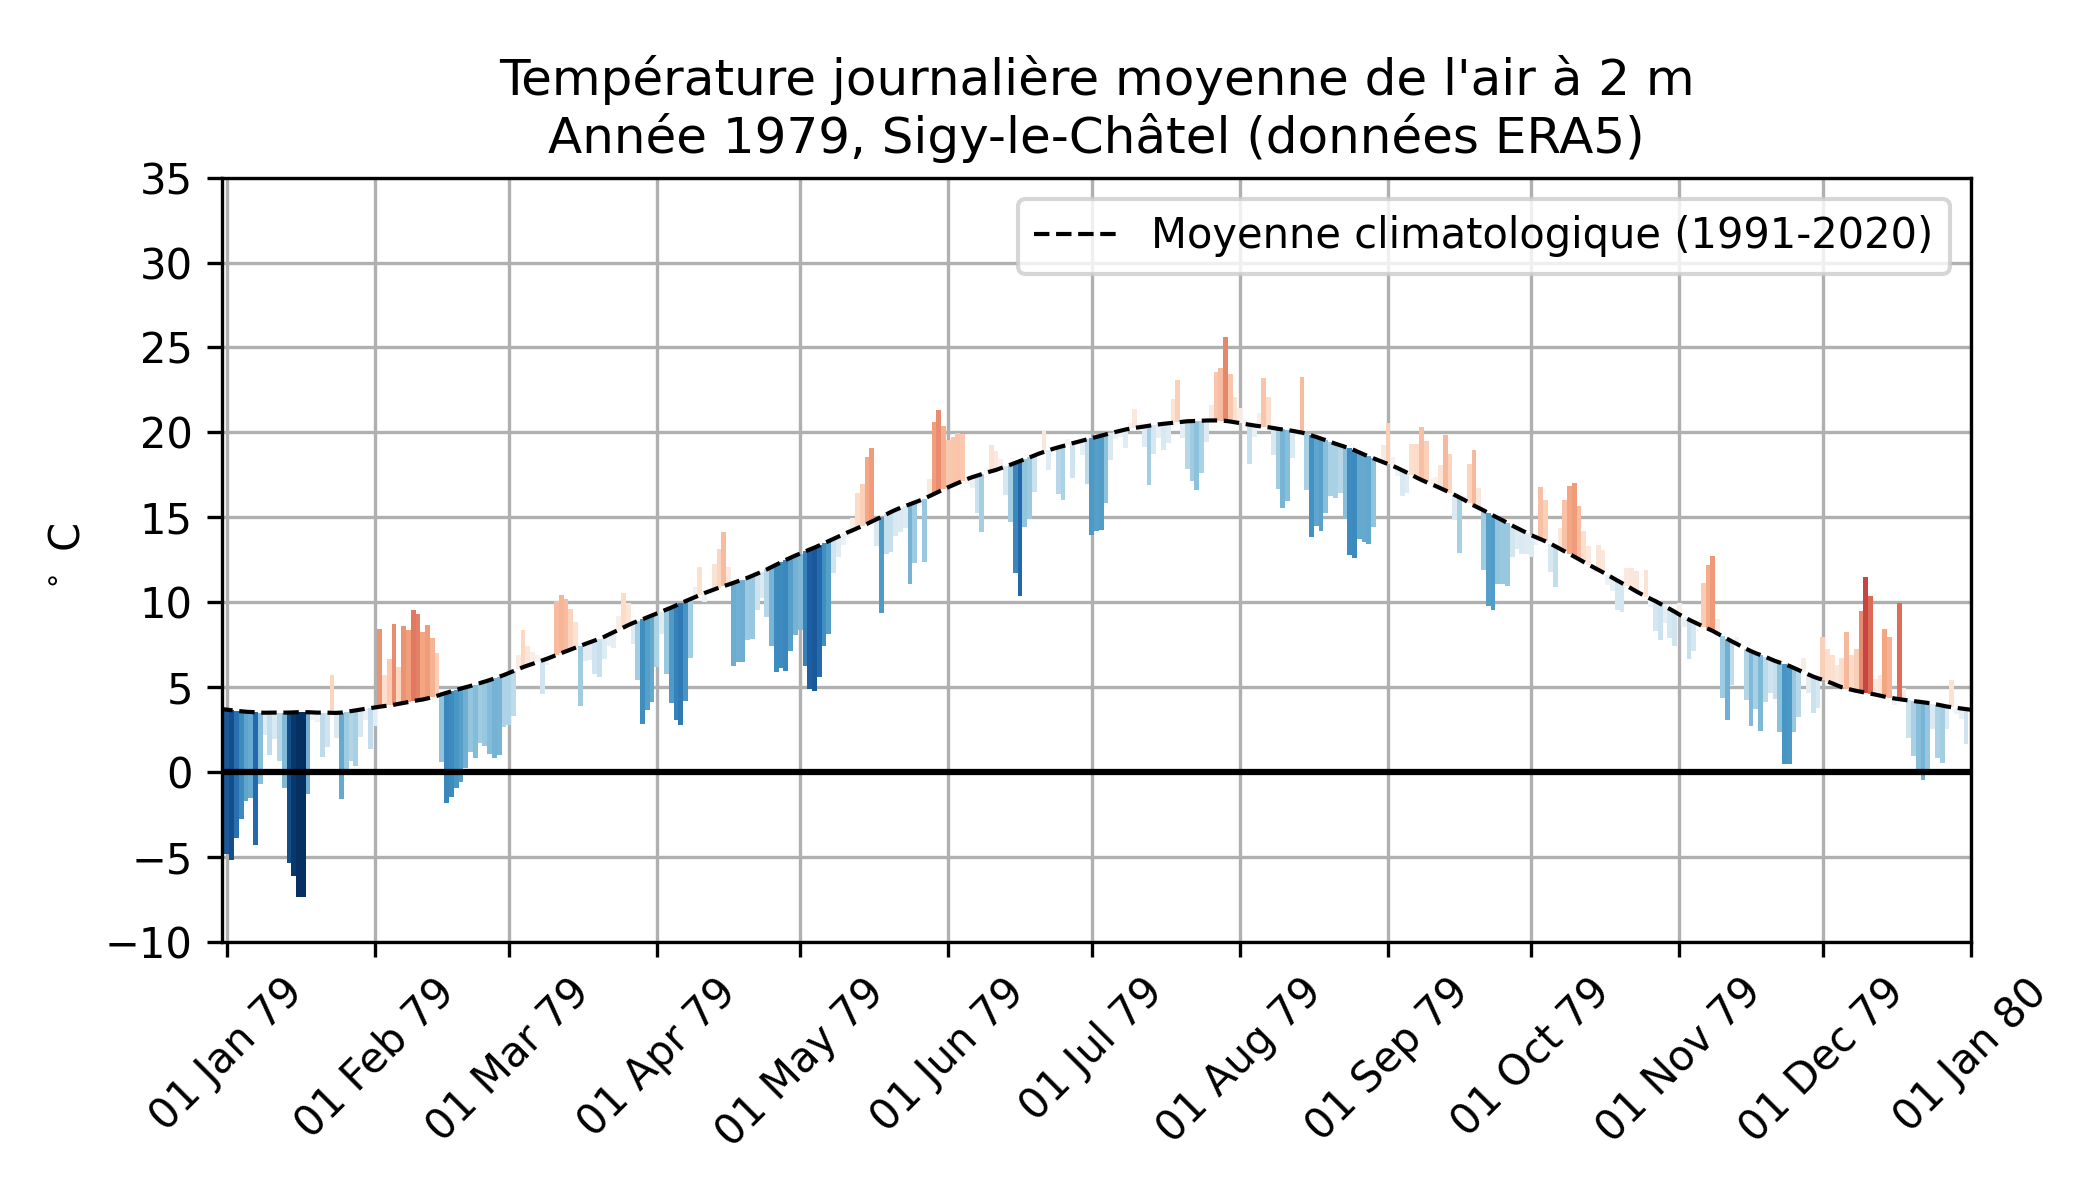 Température journalière moyenne de l'air à 2 m
Année 1979, Sigy-le-Châtel (données ERA5)
Moyenne climatologique (1991-2020)
° C
35
30
25
20
15
10
5
0
−5
−10
01 Jan 79
01 Feb 79
01 Mar 79
01 Apr 79
01 May 79
01 Jun 79
01 Jul 79
01 Aug 79
01 Sep 79
01 Oct 79
01 Nov 79
01 Dec 79
01 Jan 80